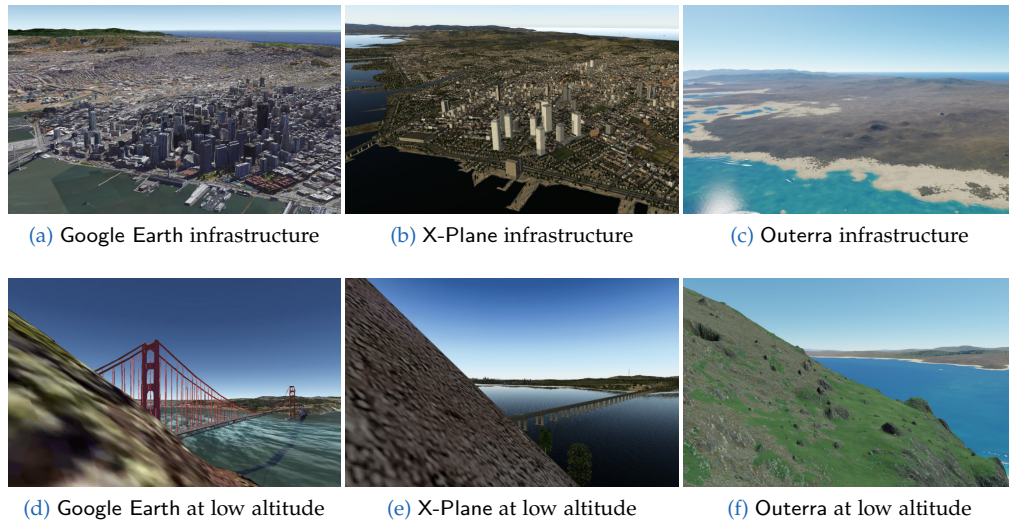 (a) Google Earth infrastructure
(b) X-Plane infrastructure
(c) Outerra infrastructure
(d) Google Earth at low altitude
(e) X-Plane at low altitude
(f) Outerra at low altitude